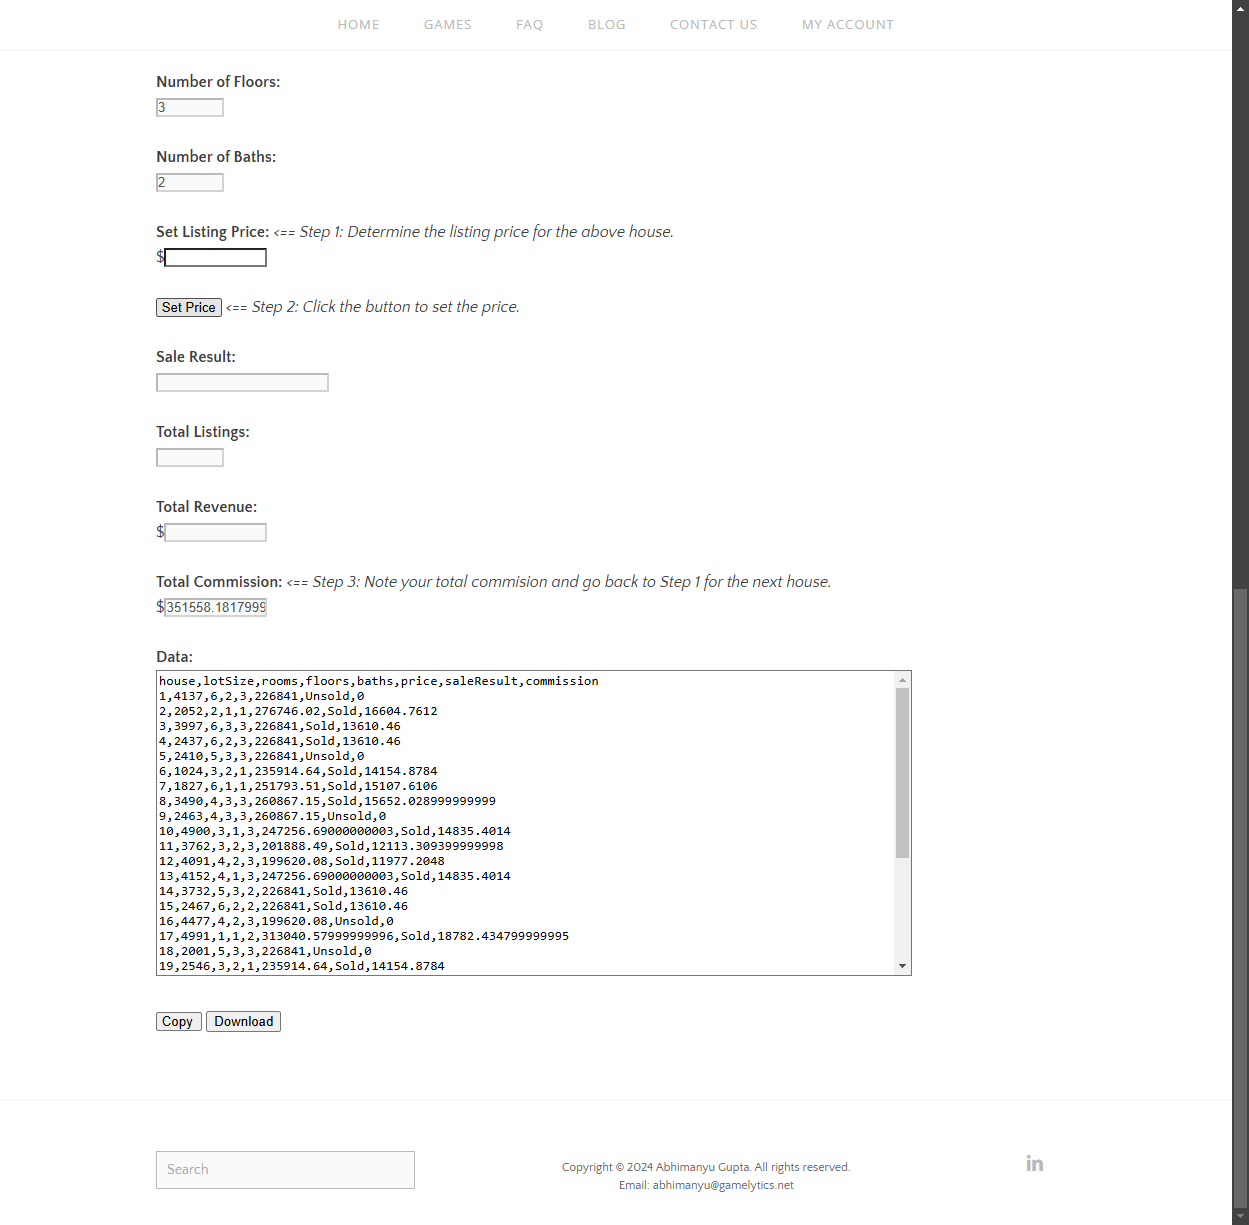 HOME GAMES FAQ BLOG CONTACT US MY ACCOUNT
Number of Floors:
3
Number of Baths:
2
Set Listing Price: <== Step 1: Determine the listing price for the above house.
$
Set Price <== Step 2: Click the button to set the price.
Sale Result:
Total Listings:
Total Revenue:
$
Total Commission: <== Step 3: Note your total commision and go back to Step 1 for the next house.
$351558.1817999
Data:
house,lotSize,rooms,floors,baths,price,saleResult,commission
1,4137,6,2,3,226841,Unsold,0
2,2052,2,1,1,276746.02,Sold,16604.7612
3,3997,6,3,3,226841,Sold,13610.46
4,2437,6,2,3,226841,Sold,13610.46
5,2410,5,3,3,226841,Unsold,0
6,1024,3,2,1,235914.64,Sold,14154.8784
7,1827,6,1,1,251793.51,Sold,15107.6106
8,3490,4,3,3,260867.15,Sold,15652.028999999999
9,2463,4,3,3,260867.15,Unsold,0
10,4900,3,1,3,247256.69000000003,Sold,14835.4014
11,3762,3,2,3,201888.49,Sold,12113.309399999998
12,4091,4,2,3,199620.08,Sold,11977.2048
13,4152,4,1,3,247256.69000000003,Sold,14835.4014
14,3732,5,3,2,226841,Sold,13610.46
15,2467,6,2,2,226841,Sold,13610.46
16,4477,4,2,3,199620.08,Unsold,0
17,4991,1,1,2,313040.57999999996,Sold,18782.434799999995
18,2001,5,3,3,226841,Unsold,0
19,2546,3,2,1,235914.64,Sold,14154.8784
Copy Download
Search
Copyright © 2024 Abhimanyu Gupta. All rights reserved.
Email: abhimanyu@gamelytics.net
in